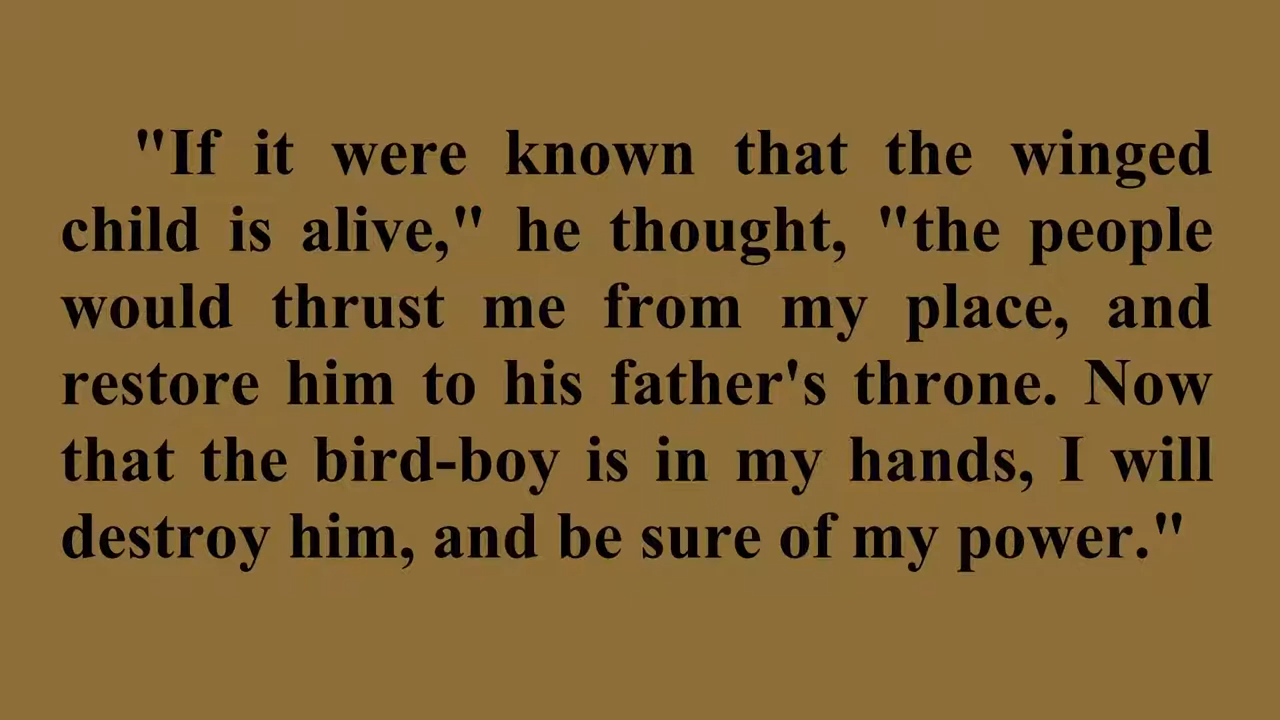 "If it were known that the winged
child is alive," he thought, "the people
would thrust me from my place, and
restore him to his father's throne. Now
that the bird-boy is in my hands, I will
destroy him, and be sure of my power."